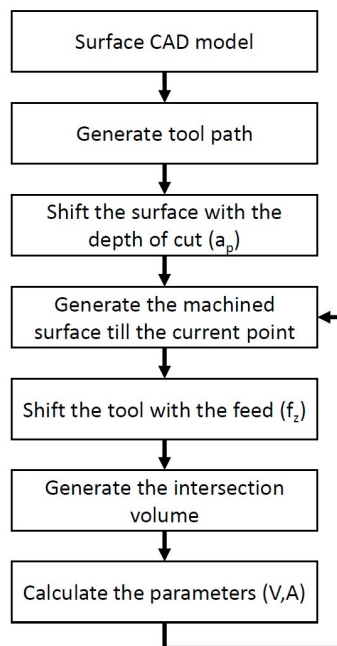 Surface CAD model
Generate tool path
Shift the surface with the
depth of cut (aₚ)
Generate the machined
surface till the current point
Shift the tool with the feed (f_z)
Generate the intersection
volume
Calculate the parameters (V,A)